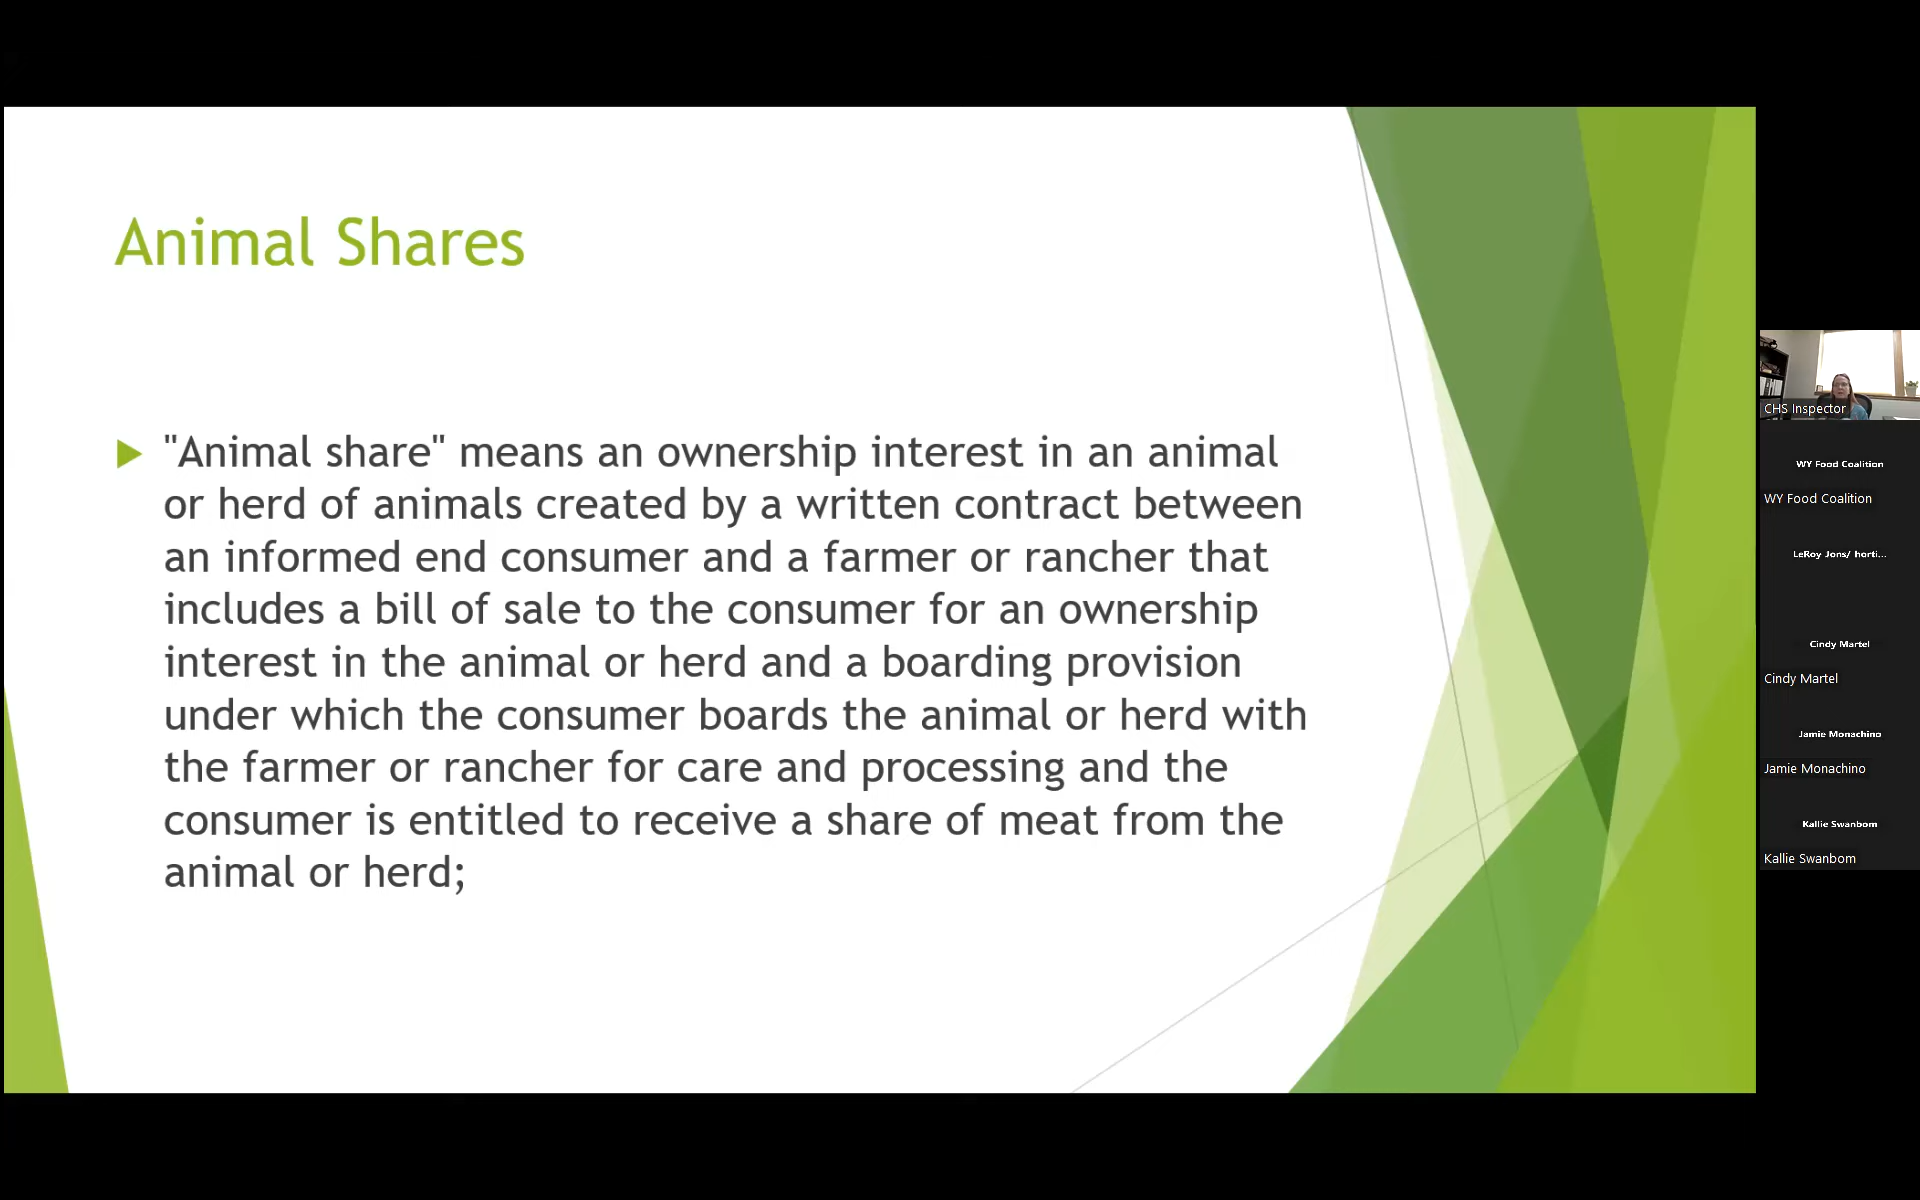 Animal Shares
"Animal share" means an ownership interest in an animal
or herd of animals created by a written contract between
an informed end consumer and a farmer or rancher that
includes a bill of sale to the consumer for an ownership
interest in the animal or herd and a boarding provision
under which the consumer boards the animal or herd with
the farmer or rancher for care and processing and the
consumer is entitled to receive a share of meat from the
animal or herd;
CHS Inspector
WY Food Coalition
WY Food Coalition
LeRoy Jons/ horti...
Cindy Martel
Cindy Martel
Jamie Monachino
Jamie Monachino
Kallie Swanbom
Kallie Swanbom